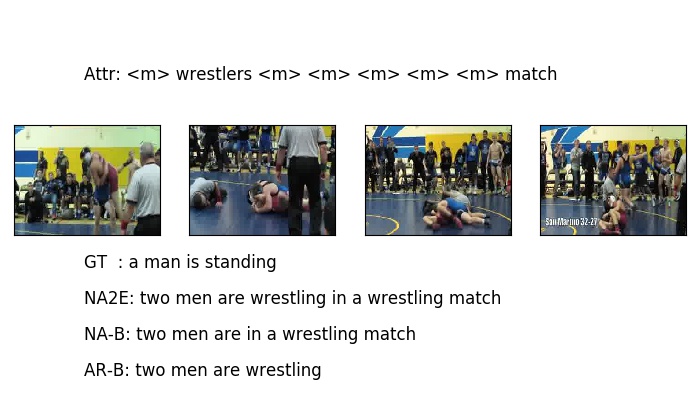 Attr: <m> wrestlers <m> <m> <m> <m> <m> match
San Marino 32-27
GT  : a man is standing
NA2E: two men are wrestling in a wrestling match
NA-B: two men are in a wrestling match
AR-B: two men are wrestling